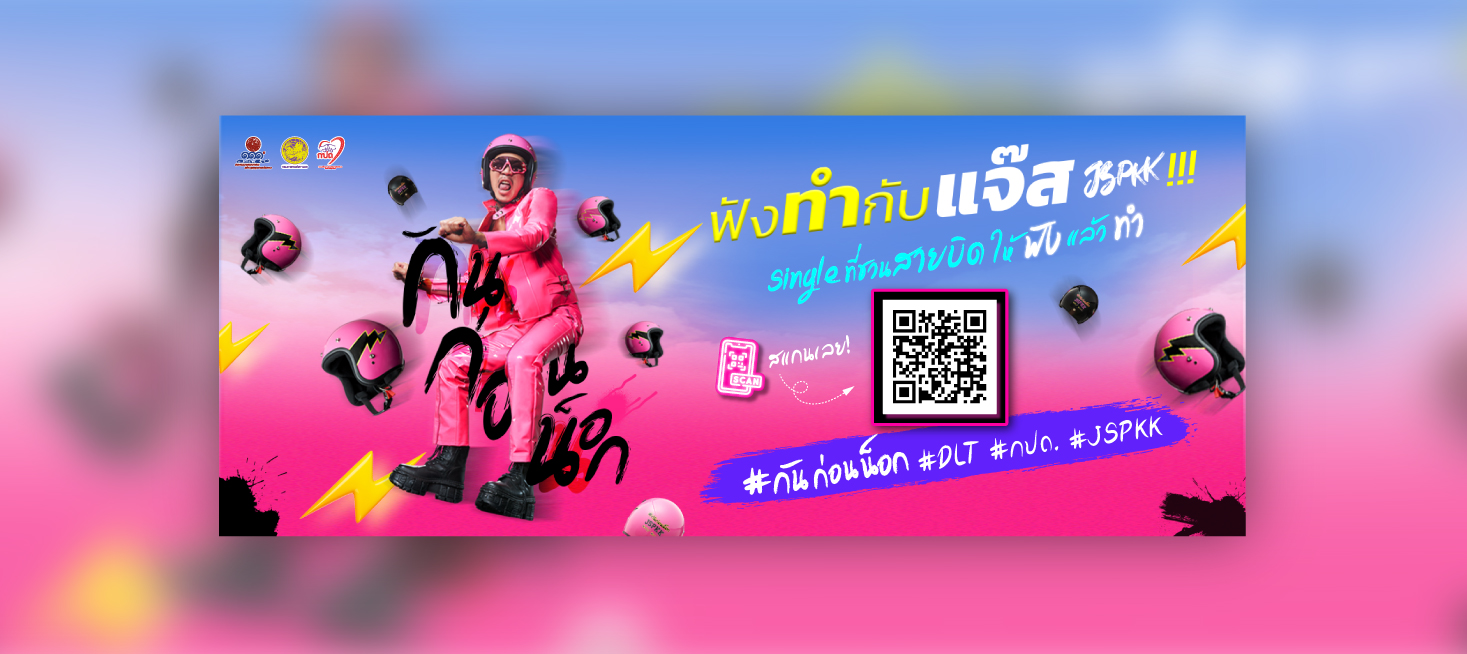 กัน
ก่อน
น็อก
ฟังทำกับแจ๊ส JSPKK!!!
Single ที่ชวนสายบิด ให้ ฟัง แล้ว ทำ
สแกนเลย!
SCAN
#กันก่อนน็อก #DLT #กปถ. #JSPKK
JSPKK